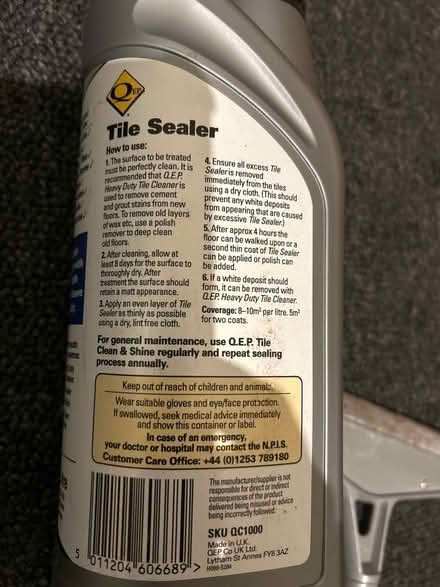 QEP
Tile Sealer
How to use:
1. The surface to be treated
must be perfectly clean. It is
recommended that Q.E.P.
Heavy Duty Tile Cleaner is
used to remove cement
and grout stains from new
floors. To remove old layers
of wax etc, use a polish
remover to deep clean
old floors.
2. After cleaning, allow at
least 8 days for the surface to
thoroughly dry. After
treatment the surface should
retain a matt appearance.
3. Apply an even layer of Tile
Sealer as thinly as possible
using a dry, lint free cloth.
4. Ensure all excess Tile
Sealer is removed
immediately from the tiles
using a dry cloth. (This should
prevent any white deposits
from appearing that are caused
by excessive Tile Sealer.)
5. After approx 4 hours the
floor can be walked upon or a
second thin coat of Tile Sealer
can be applied or polish can
be added.
6. If a white deposit should
form, it can be removed with
Q.E.P. Heavy Duty Tile Cleaner.
Coverage: 8-10m² per litre. 5m²
for two coats.
For general maintenance, use Q.E.P. Tile
Clean & Shine regularly and repeat sealing
process annually.
Keep out of reach of children and animals.
Wear suitable gloves and eye/face protection.
If swallowed, seek medical advice immediately
and show this container or label.
In case of an emergency,
your doctor or hospital may contact the N.P.I.S.
Customer Care Office: +44 (0)1253 789180
The manufacturer/supplier is not
responsible for direct or indirect
consequences of the product
delivered being misused or advice
being incorrectly followed.
SKU QC1000
Made in U.K.
QEP Co UK Ltd.
Lytham St Annes FY8 3AZ
5 011204 606689